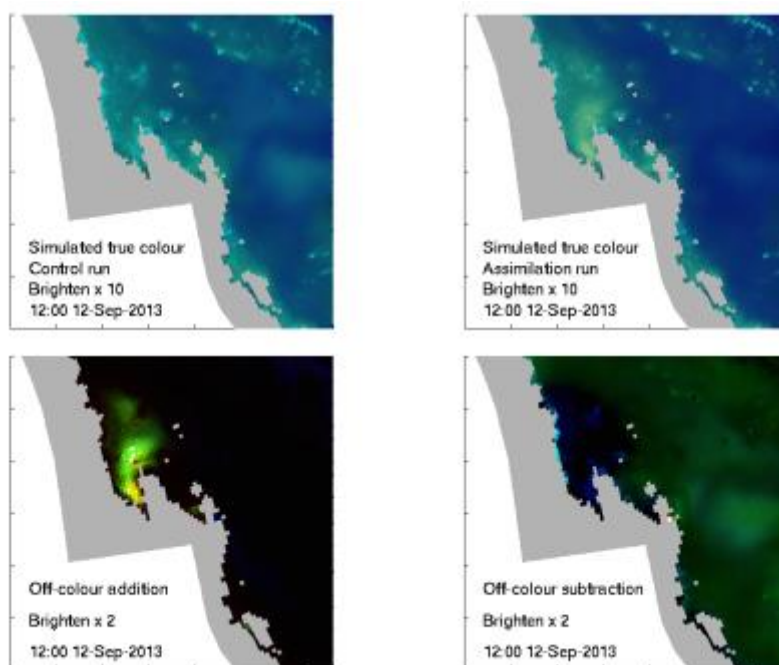 Simulated true colour
Control run
Brighten x 10
12:00 12-Sep-2013
Simulated true colour
Assimilation run
Brighten x 10
12:00 12-Sep-2013
Off-colour addition
Brighten x 2
12:00 12-Sep-2013
Off-colour subtraction
Brighten x 2
12:00 12-Sep-2013